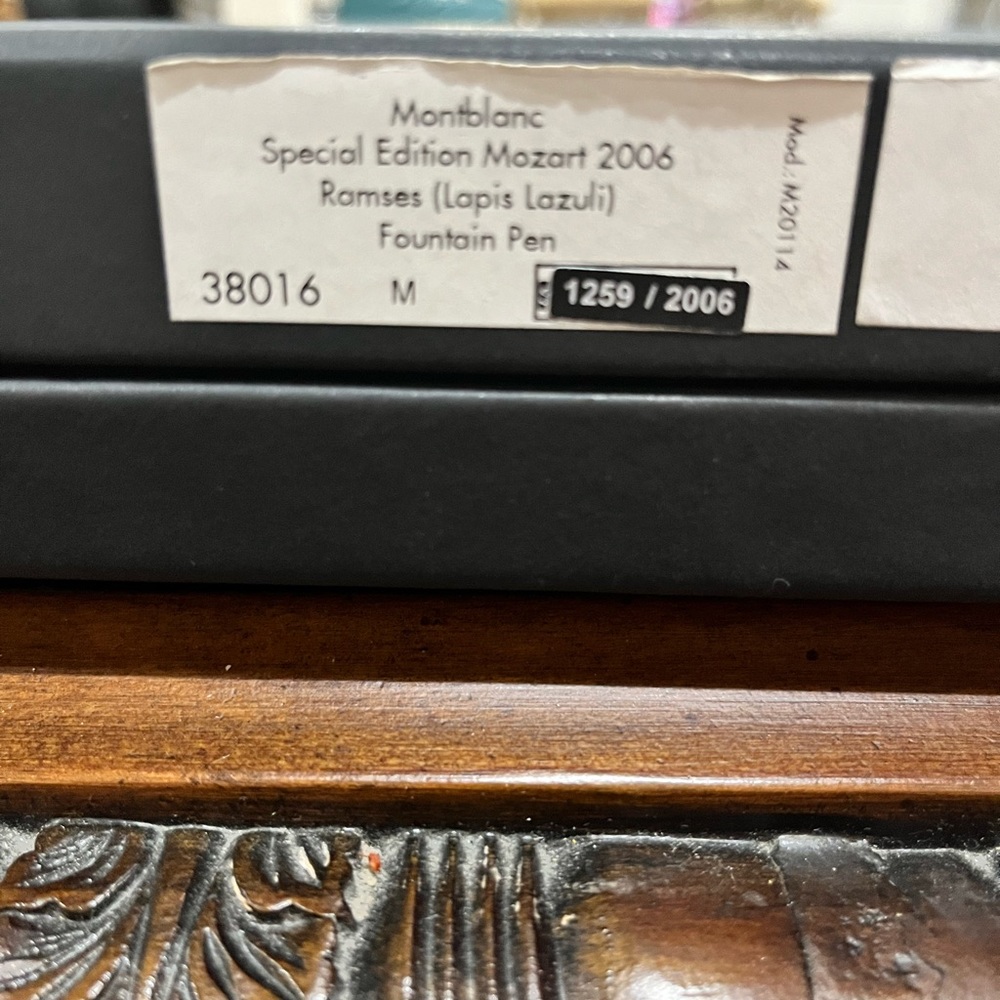 Montblanc
Special Edition Mozart 2006
Ramses (Lapis Lazuli)
Fountain Pen
38016 M 1259 / 2006
Mod.: M20114